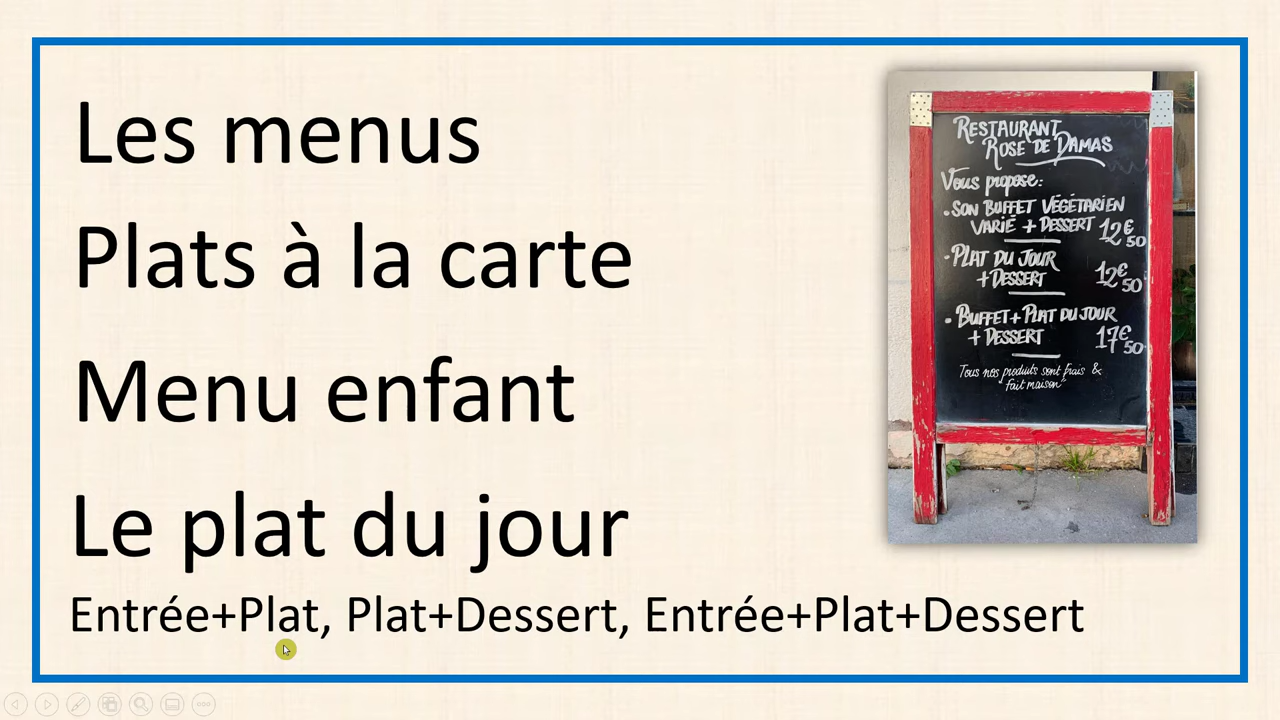 Les menus
Plats à la carte
Menu enfant
Le plat du jour
Entrée+Plat, Plat+Dessert, Entrée+Plat+Dessert
RESTAURANT
ROSE DE DAMAS
Vous propose:
• SON BUFFET VÉGÉTARIEN
VARIÉ + DESSERT 12€50
• PLAT DU JOUR
+ DESSERT 12€50
• BUFFET + PLAT DU JOUR
+ DESSERT 17€50
Tous nos produits sont frais &
fait maison"